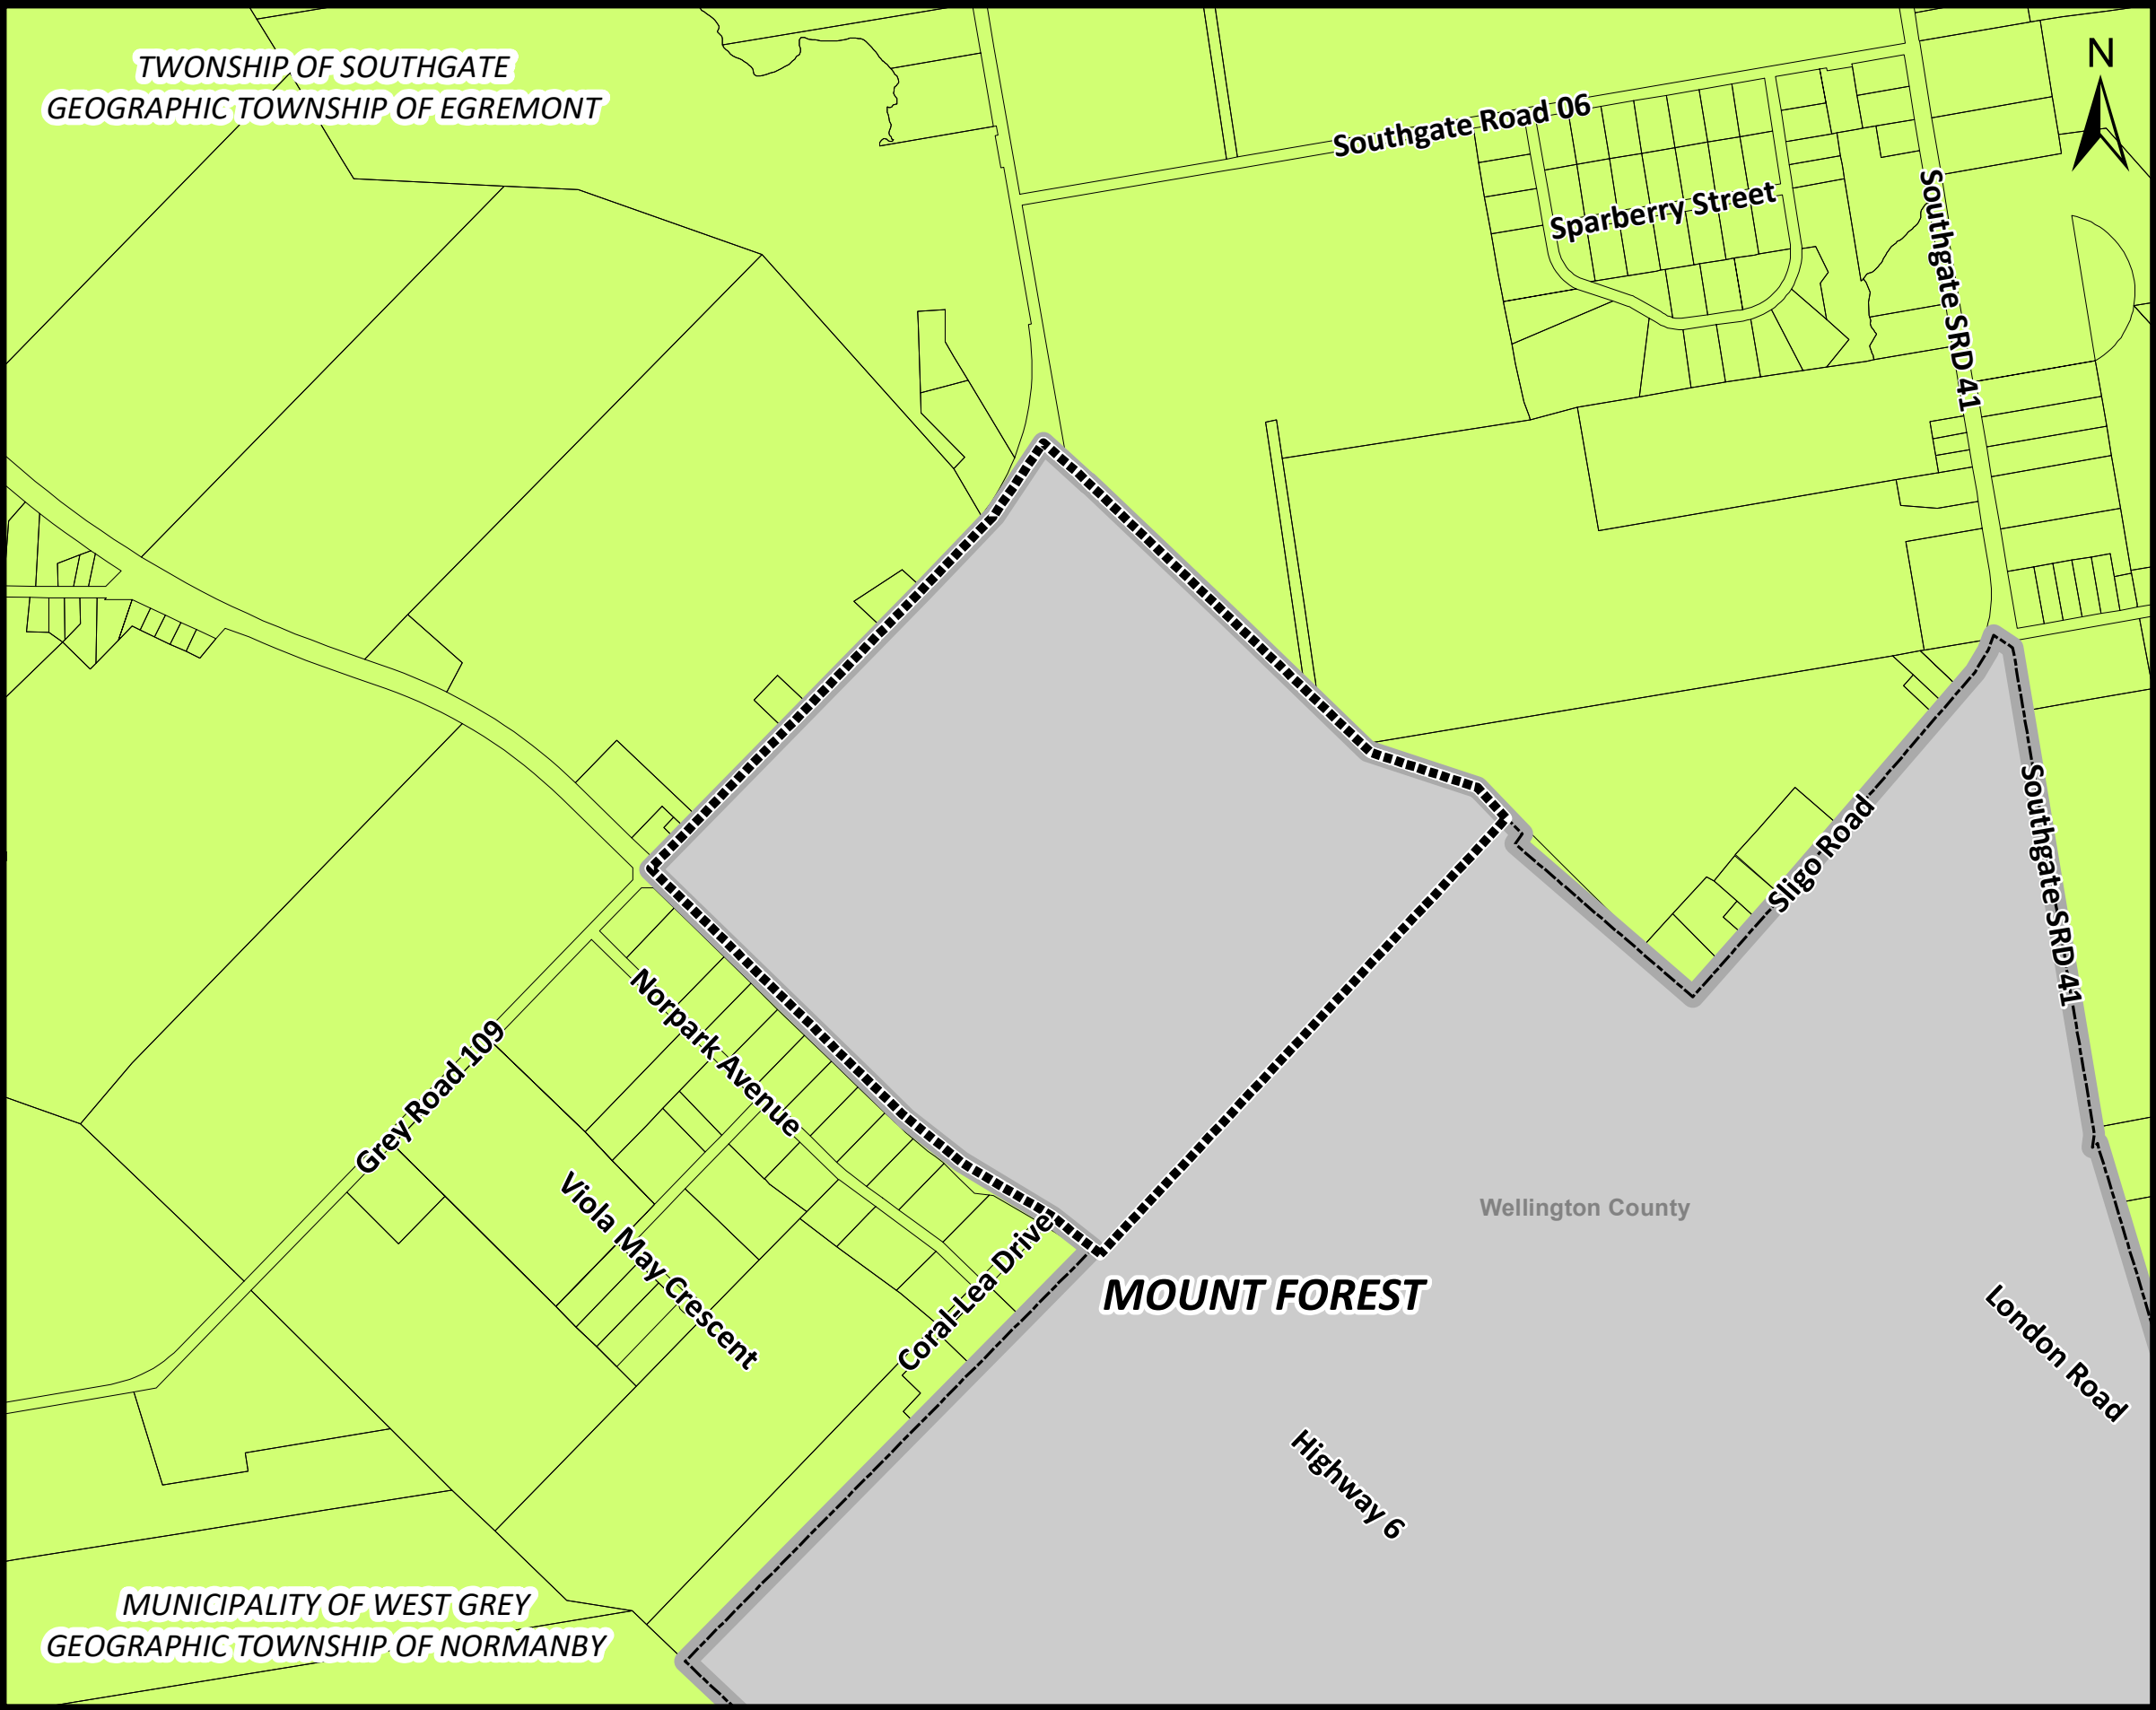 TWONSHIP OF SOUTHGATE
GEOGRAPHIC TOWNSHIP OF EGREMONT
N
Southgate Road 06
Sparberry Street
Southgate SRD 41
Southgate SRD 41
Sligo Road
Norpark Avenue
Grey Road 109
Viola May Crescent
Coral-Lea Drive
Wellington County
MOUNT FOREST
London Road
Highway 6
MUNICIPALITY OF WEST GREY
GEOGRAPHIC TOWNSHIP OF NORMANBY